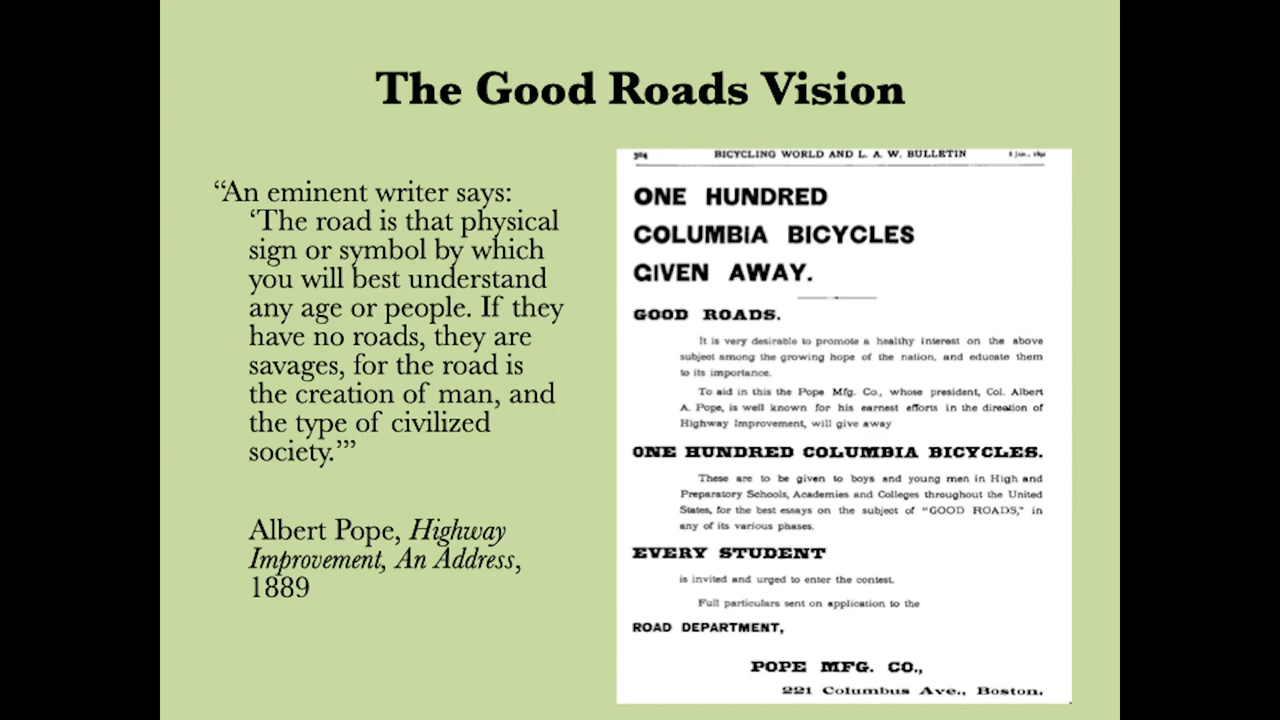 The Good Roads Vision
“An eminent writer says:
‘The road is that physical
sign or symbol by which
you will best understand
any age or people. If they
have no roads, they are
savages, for the road is
the creation of man, and
the type of civilized
society.’”
Albert Pope, Highway
Improvement, An Address,
1889
304 BICYCLING WORLD AND L. A. W. BULLETIN
ONE HUNDRED
COLUMBIA BICYCLES
GIVEN AWAY.
GOOD ROADS.
It is very desirable to promote a healthy interest on the above
subject among the growing hope of the nation, and educate them
to its importance.
To aid in this the Pope Mfg. Co., whose president, Col. Albert
A. Pope, is well known for his earnest efforts in the direction of
Highway Improvement, will give away
ONE HUNDRED COLUMBIA BICYCLES.
These are to be given to boys and young men in High and
Preparatory Schools, Academies and Colleges throughout the United
States, for the best essays on the subject of "GOOD ROADS," in
any of its various phases.
EVERY STUDENT
is invited and urged to enter the contest.
Full particulars sent on application to the
ROAD DEPARTMENT,
POPE MFG. CO.,
221 Columbus Ave., Boston.